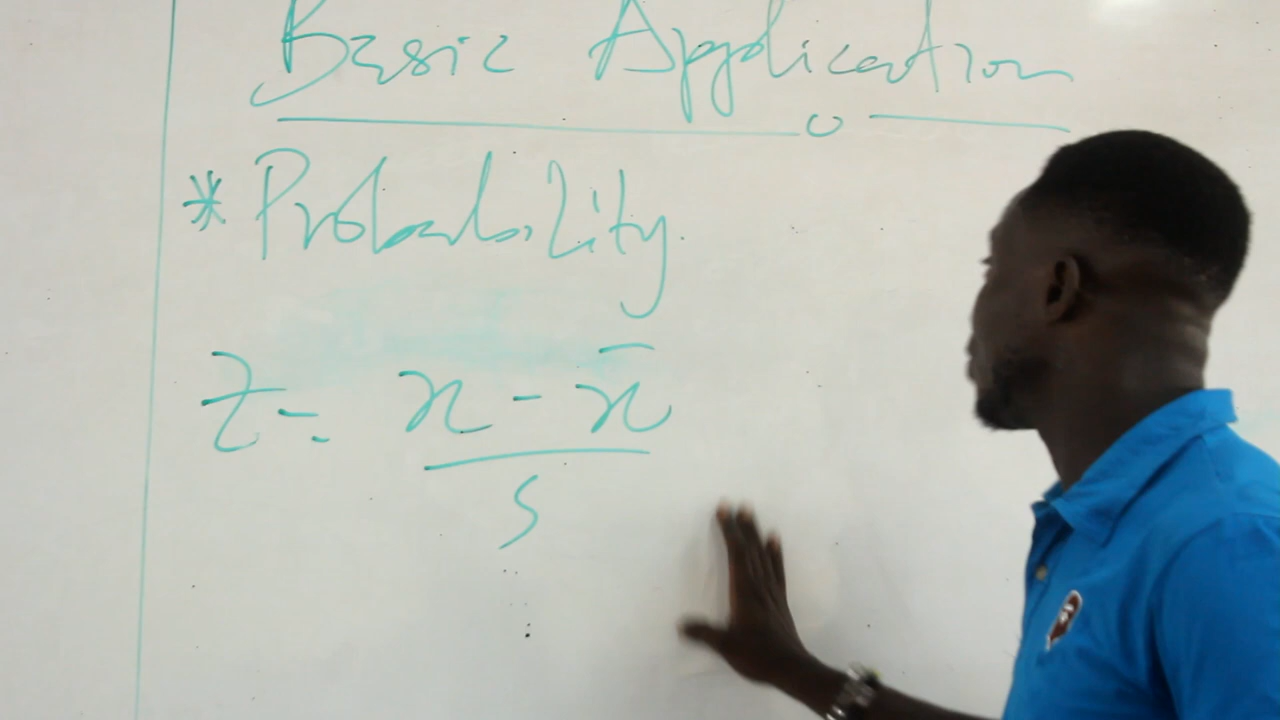 Basic Application
* Probability
Z = x - x̄
s